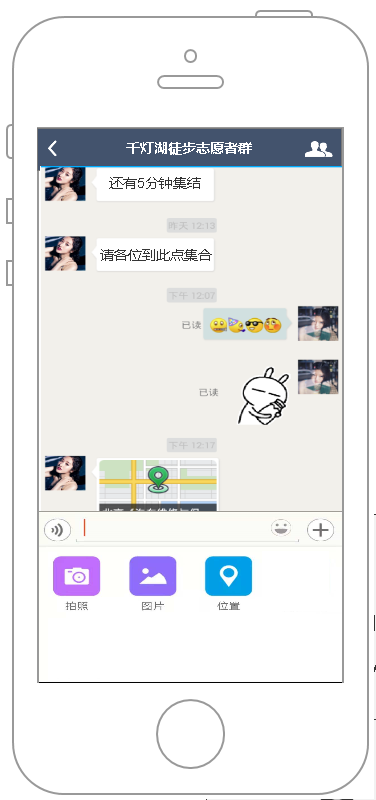 千灯湖徒步志愿者群
还有5分钟集结
昨天 12:13
请各位到此点集合
下午 12:07
已读
已读
下午 12:17
拍照
图片
位置